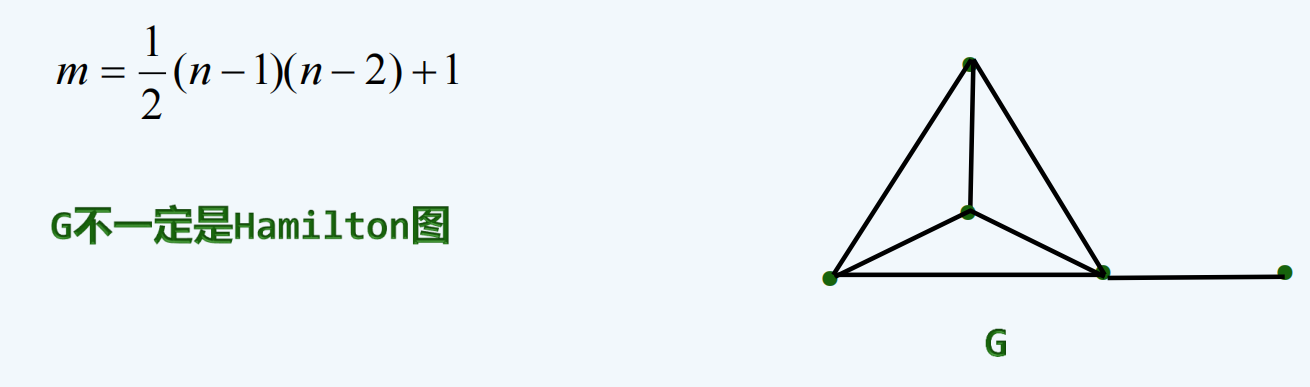 m = \frac{1}{2}(n-1)(n-2)+1
G不一定是Hamilton图
G